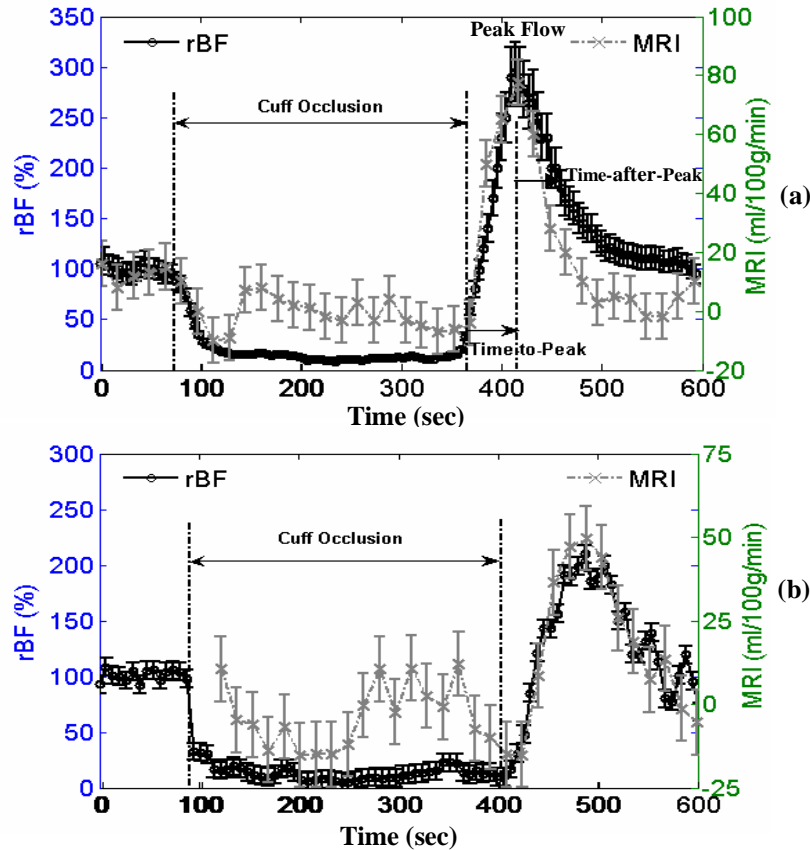 rBF
Peak Flow
MRI
Cuff Occlusion
Time-after-Peak
Time-to-Peak
350
300
250
200
150
100
50
0
rBF (%)
100
80
60
40
20
0
-20
MRI (ml/100g/min)
(a)
0 100 200 300 400 500 600
Time (sec)
rBF
MRI
Cuff Occlusion
300
250
200
150
100
50
0
rBF (%)
75
50
25
0
-25
MRI (ml/100g/min)
(b)
0 100 200 300 400 500 600
Time (sec)